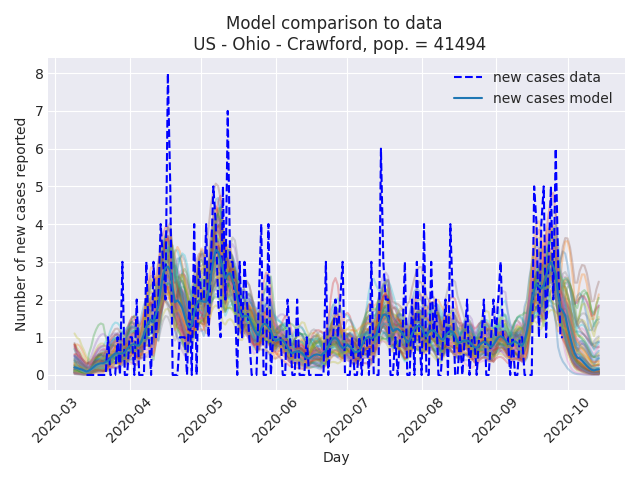 Model comparison to data
US - Ohio - Crawford, pop. = 41494
new cases data
new cases model
Number of new cases reported
8
7
6
5
4
3
2
1
0
2020-03
2020-04
2020-05
2020-06
2020-07
2020-08
2020-09
2020-10
Day